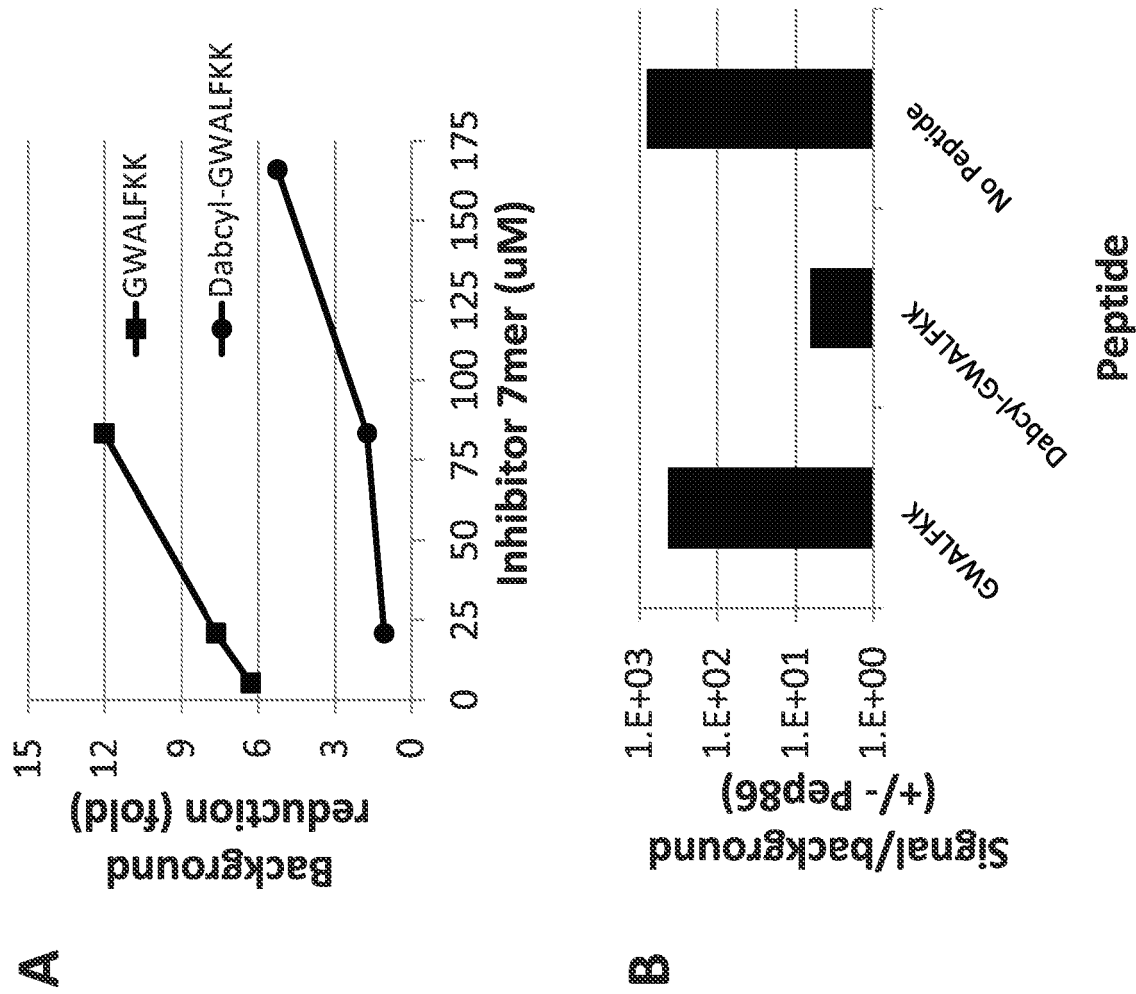 A
Background
reduction (fold)
15
12
9
6
3
0
0 25 50 75 100 125 150 175
Inhibitor 7mer (uM)
GWALFKK
Dabcyl-GWALFKK
B
Signal/background
(+/- Pep86)
1.E+03
1.E+02
1.E+01
1.E+00
GWALFKK
Dabcyl-GWALFKK
No Peptide
Peptide